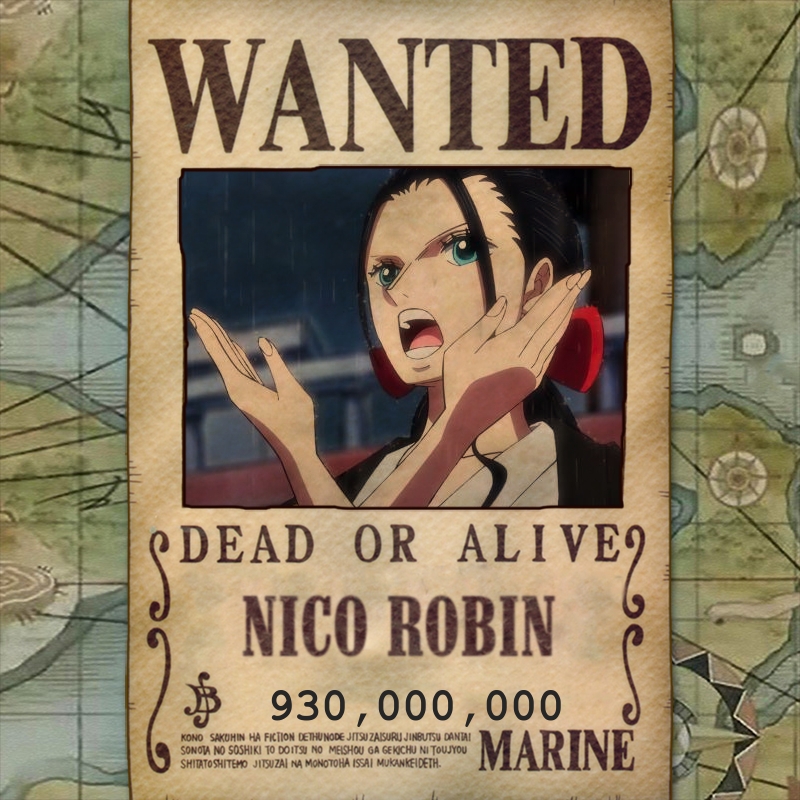 WANTED
DEAD OR ALIVE
NICO ROBIN
930,000,000
KONO SAKUHIN HA FICTION DETHUNODE JITSUZAISURU JINBUTSU DANTAI
SONOTA NO SOSHIKI TO DOITSU NO MEISHOU GA GEKICHU NI TOUJYOU
SHITATOSHITEMO JITSUZAI NA MONOTOHA ISSAI MUKANKEIDETH.
MARINE